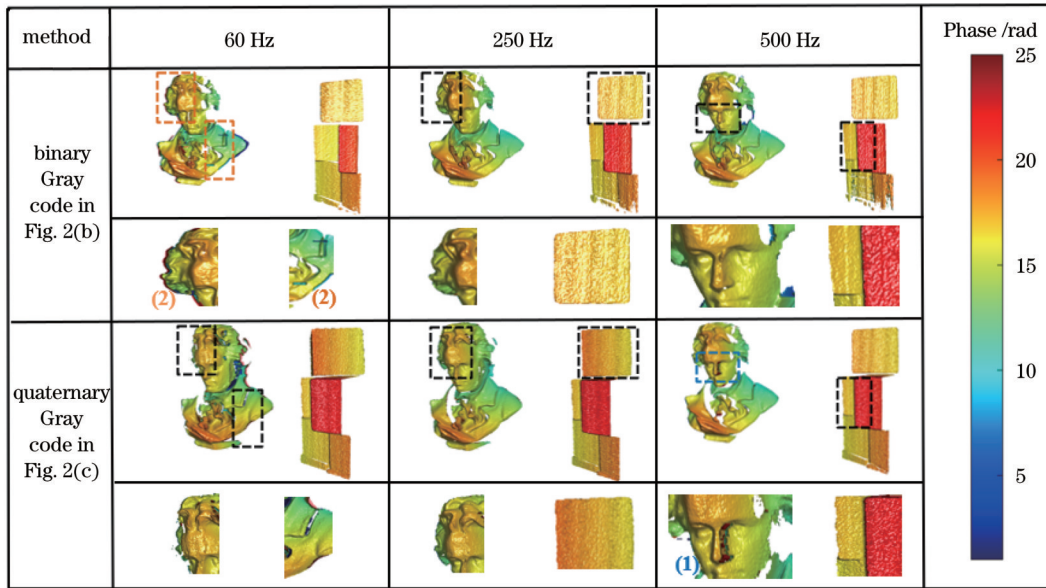 method
60 Hz
250 Hz
500 Hz
Phase /rad
25
20
15
10
5
binary
Gray
code in
Fig. 2(b)
(2)
(2)
quaternary
Gray
code in
Fig. 2(c)
(1)